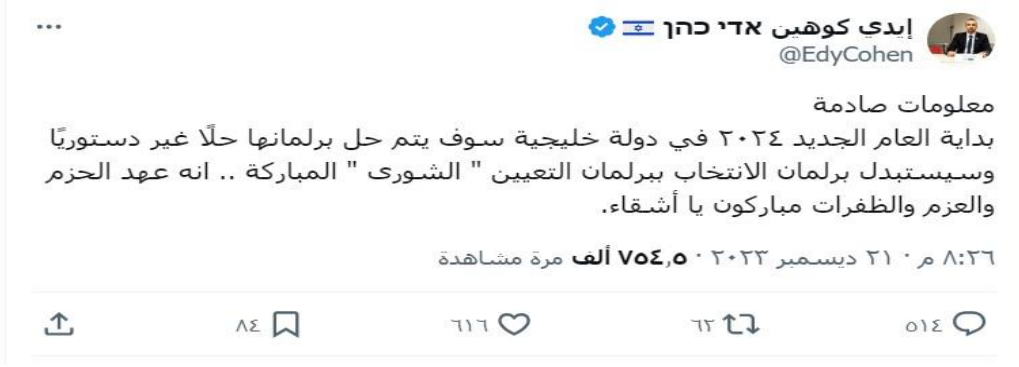 إيدي كوهين אדי כהן 🇮🇱
@EdyCohen
معلومات صادمة
بداية العام الجديد ٢٠٢٤ في دولة خليجية سوف يتم حل برلمانها حلًا غير دستوريًا
وسيستبدل برلمان الانتخاب ببرلمان التعيين " الشورى " المباركة .. انه عهد الحزم
والعزم والظفرات مباركون يا أشقاء.
٨:٢٦ م · ٢١ ديسمبر ٢٠٢٣ · ٧٥٤,٥ ألف مرة مشاهدة
٥١٤ ٦٢ ٦١٦ ٨٤